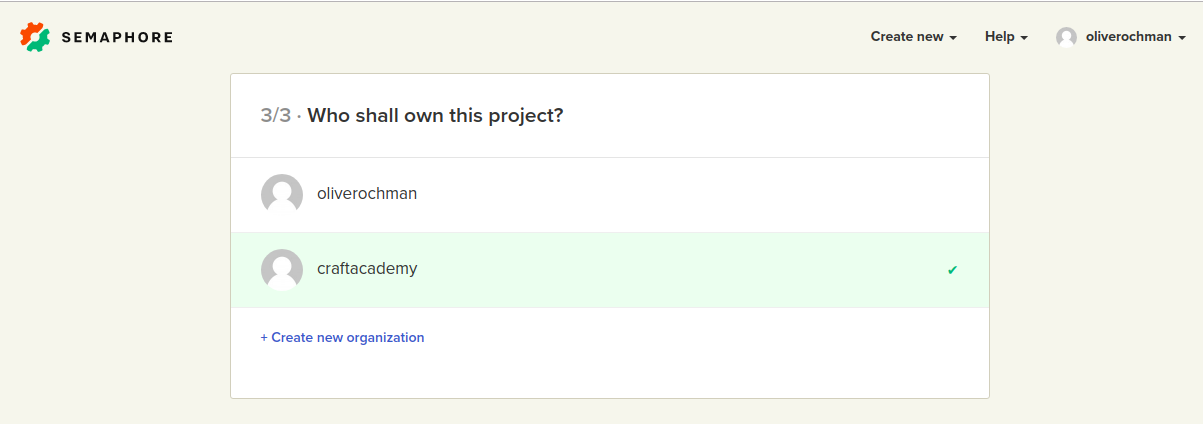 SEMAPHORE
Create new
Help
oliverochman
3/3 · Who shall own this project?
oliverochman
craftacademy
+ Create new organization